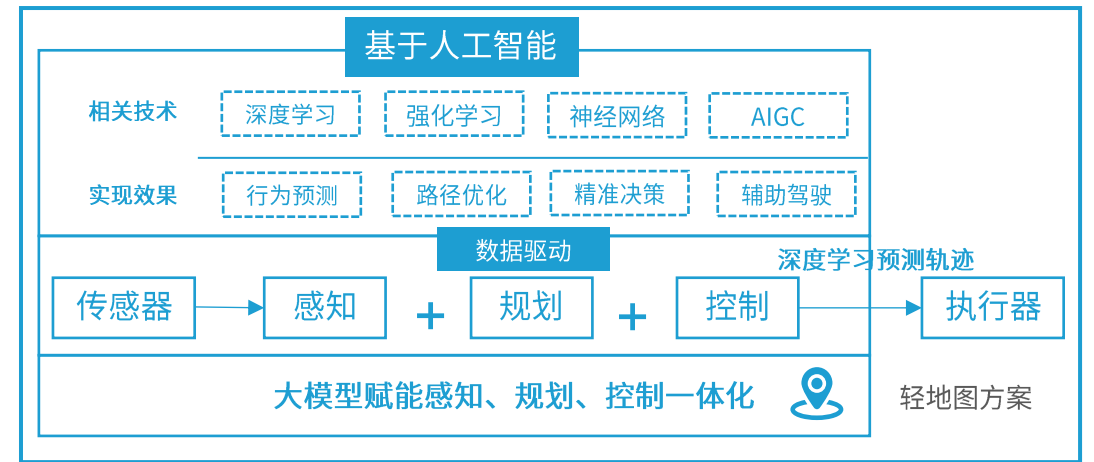 基于人工智能
相关技术 深度学习 强化学习 神经网络 AIGC
实现效果 行为预测 路径优化 精准决策 辅助驾驶
数据驱动
深度学习预测轨迹
传感器 感知 + 规划 + 控制 执行器
大模型赋能感知、规划、控制一体化
轻地图方案